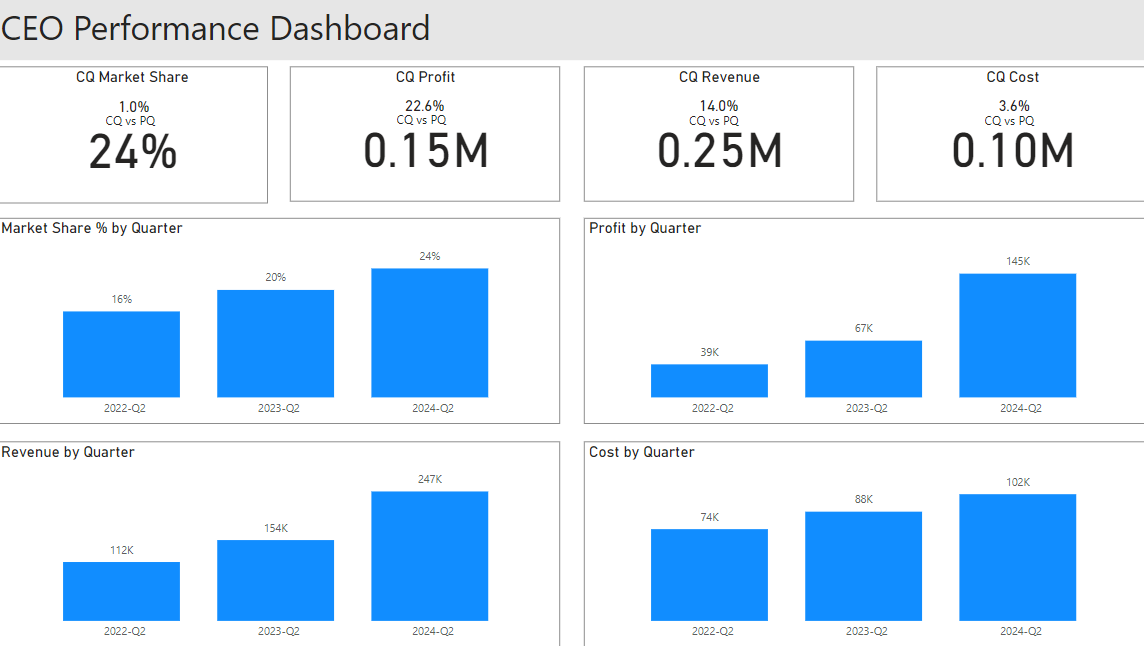 CEO Performance Dashboard
CQ Market Share
1.0%
CQ vs PQ
24%
CQ Profit
22.6%
CQ vs PQ
0.15M
CQ Revenue
14.0%
CQ vs PQ
0.25M
CQ Cost
3.6%
CQ vs PQ
0.10M
Market Share % by Quarter
16%
20%
24%
2022-Q2
2023-Q2
2024-Q2
Profit by Quarter
39K
67K
145K
2022-Q2
2023-Q2
2024-Q2
Revenue by Quarter
112K
154K
247K
2022-Q2
2023-Q2
2024-Q2
Cost by Quarter
74K
88K
102K
2022-Q2
2023-Q2
2024-Q2